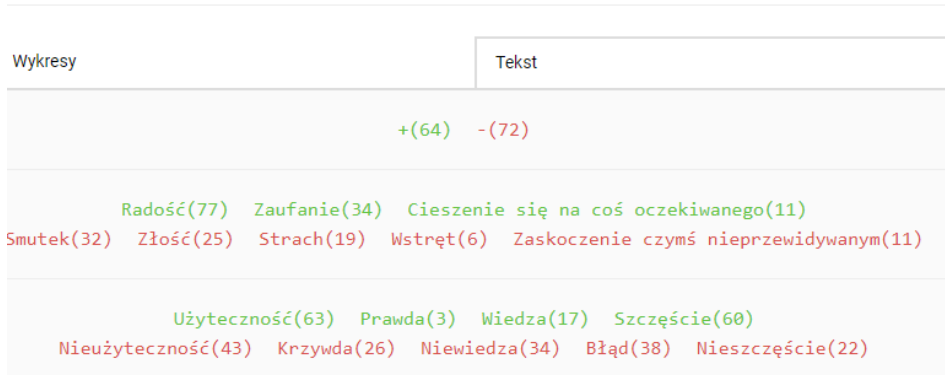 Wykresy Tekst
+(64) -(72)
Radość(77) Zaufanie(34) Cieszenie się na coś oczekiwanego(11)
Smutek(32) Złość(25) Strach(19) Wstręt(6) Zaskoczenie czymś nieprzewidywanym(11)
Użyteczność(63) Prawda(3) Wiedza(17) Szczęście(60)
Nieużyteczność(43) Krzywda(26) Niewiedza(34) Błąd(38) Nieszczęście(22)